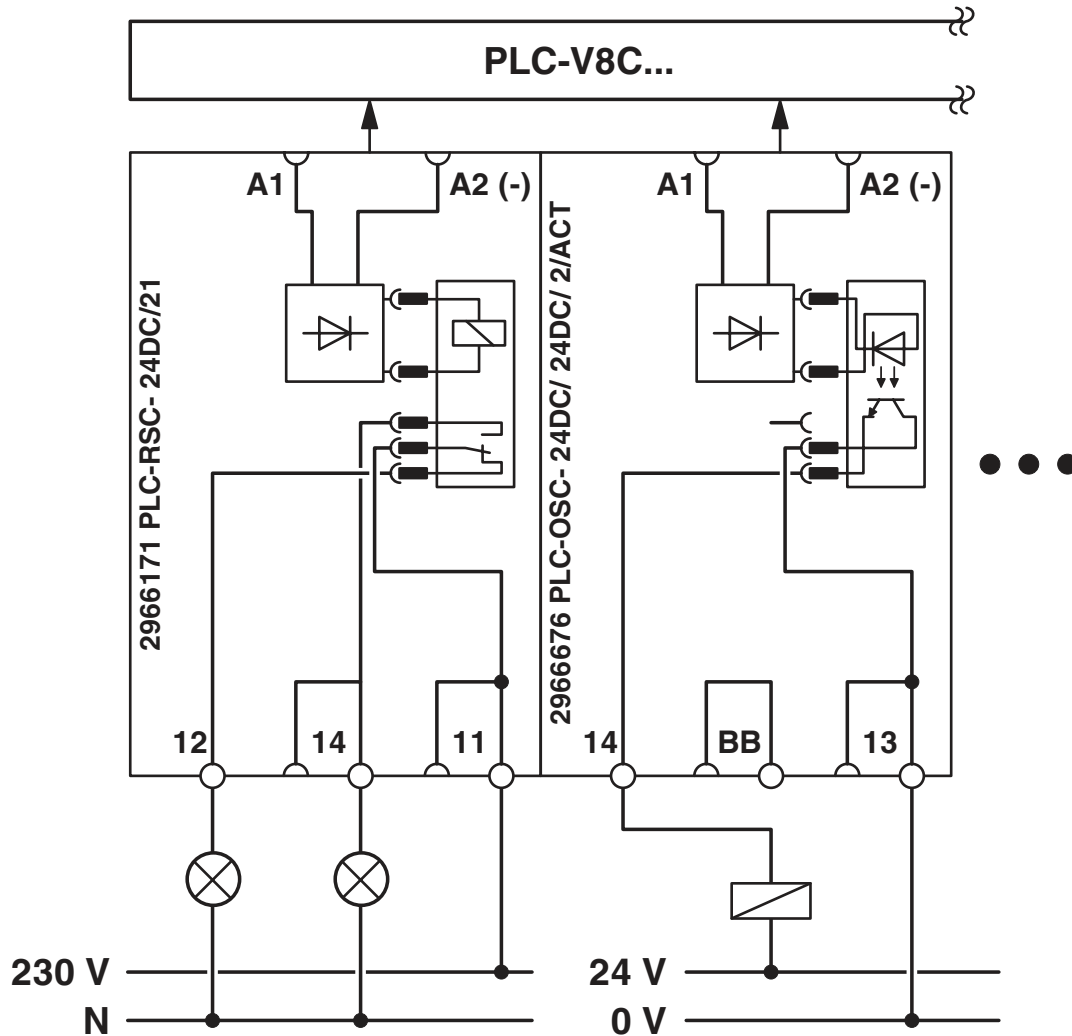 PLC-V8C...
A1
A2 (-)
A1
A2 (-)
2966171 PLC-RSC- 24DC/21
2966676 PLC-OSC- 24DC/ 24DC/ 2/ACT
12
14
11
14
BB
13
230 V
24 V
N
0 V